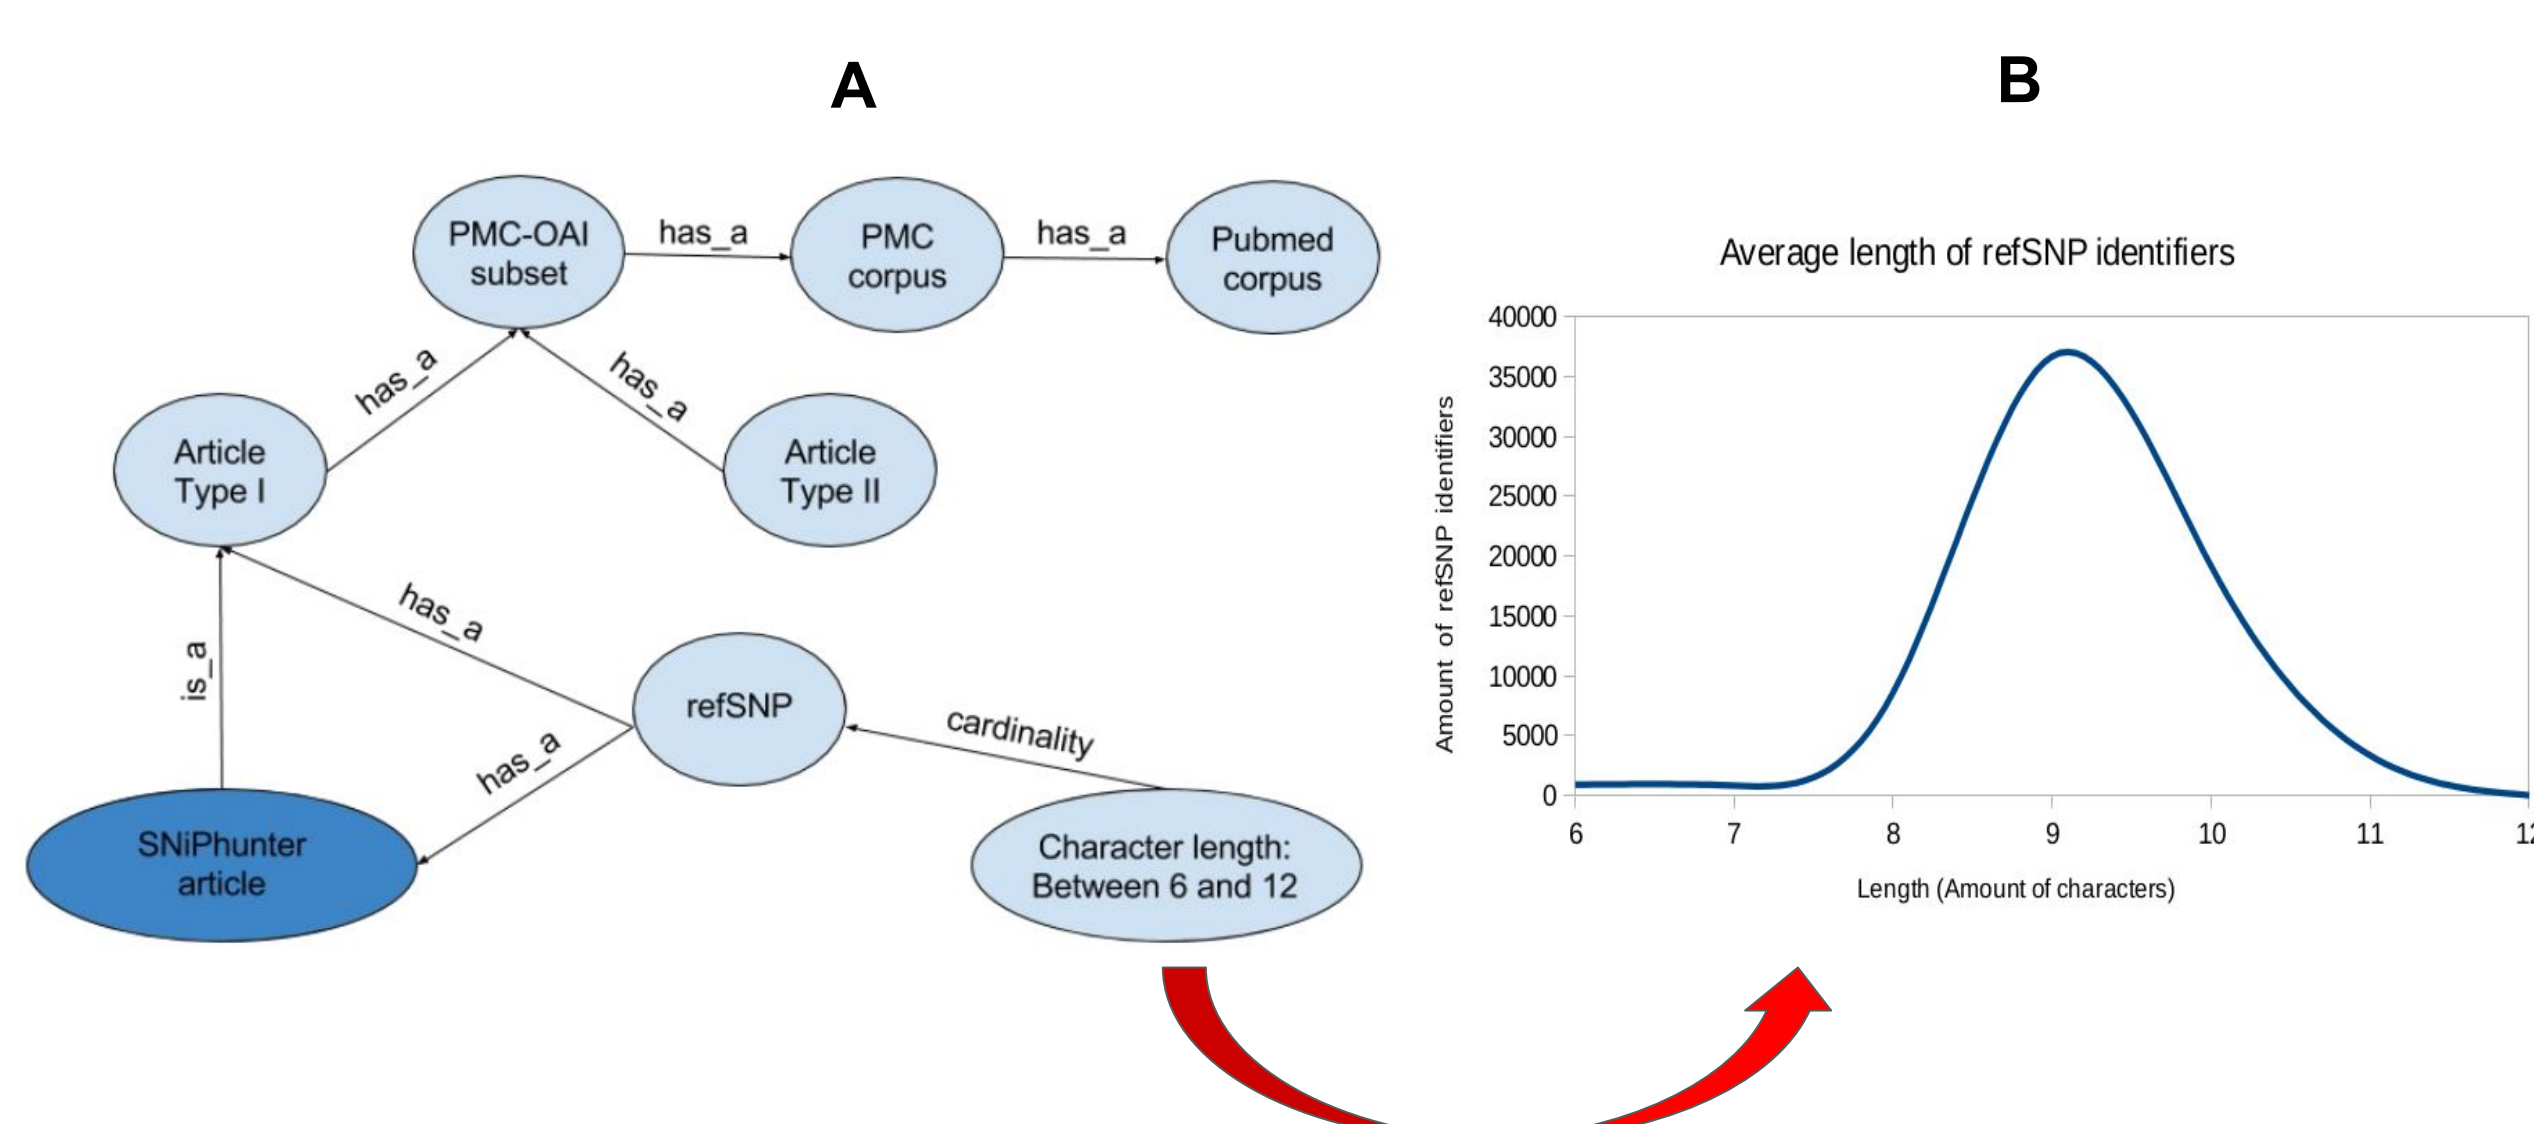 A
PMC-OAI
subset
has_a
PMC
corpus
has_a
Pubmed
corpus
has_a
has_a
Article
Type I
Article
Type II
is_a
has_a
refSNP
has_a
cardinality
SNiPhunter
article
Character length:
Between 6 and 12
B
Average length of refSNP identifiers
Amount of refSNP identifiers
40000
35000
30000
25000
20000
15000
10000
5000
0
6 7 8 9 10 11 12
Length (Amount of characters)